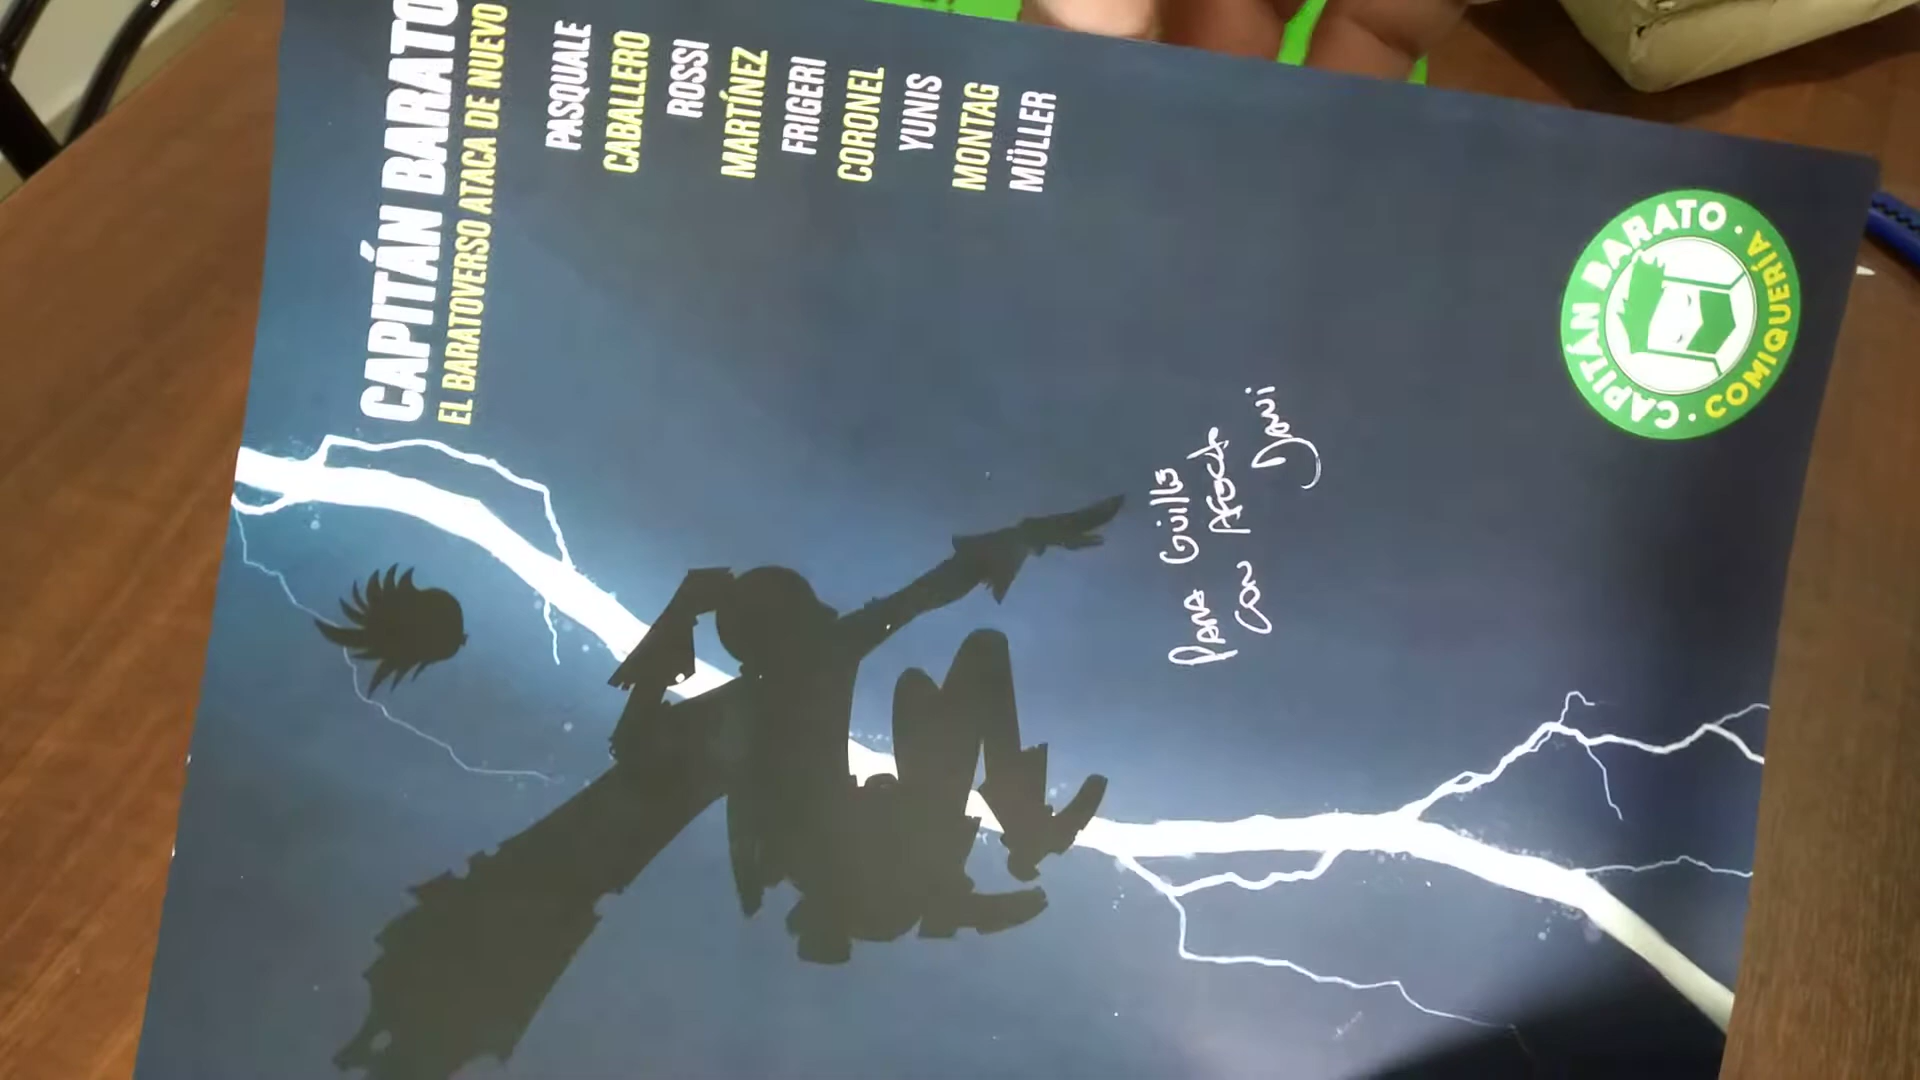 CAPITÁN BARATO
EL BARATOVERSO ATACA DE NUEVO
PASQUALE
CABALLERO
ROSSI
MARTÍNEZ
FRIGERI
CORONEL
YUNIS
MONTAG
MÜLLER
PARA Guille
CON AFECto
DANi
CAPITÁN BARATO · COMIQUERÍA ·